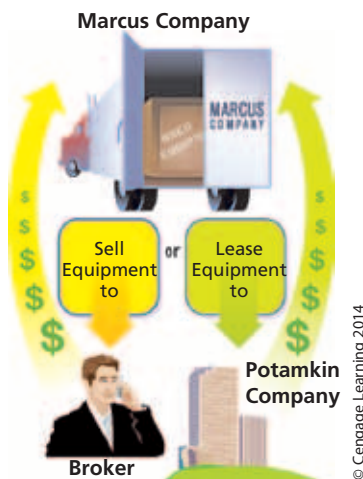 Marcus Company
MARCUS
COMPANY
$ $
$ $
$ $
$ $
$ $
Sell
Equipment
to
or
Lease
Equipment
to
Potamkin
Company
Broker
© Cengage Learning 2014